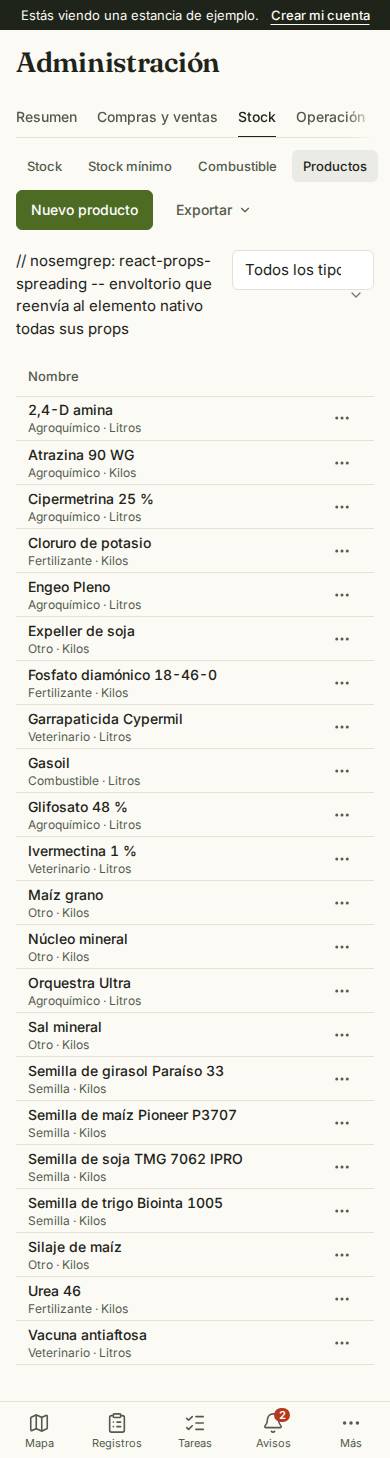 Estás viendo una estancia de ejemplo. Crear mi cuenta
Administración
Resumen Compras y ventas Stock Operación
Stock Stock mínimo Combustible Productos
Nuevo producto Exportar
// nosemgrep: react-props-
spreading -- envoltorio que
reenvía al elemento nativo
todas sus props
Todos los tipo
Nombre
2,4-D amina
Agroquímico · Litros
Atrazina 90 WG
Agroquímico · Kilos
Cipermetrina 25 %
Agroquímico · Litros
Cloruro de potasio
Fertilizante · Kilos
Engeo Pleno
Agroquímico · Litros
Expeller de soja
Otro · Kilos
Fosfato diamónico 18-46-0
Fertilizante · Kilos
Garrapaticida Cypermil
Veterinario · Litros
Gasoil
Combustible · Litros
Glifosato 48 %
Agroquímico · Litros
Ivermectina 1 %
Veterinario · Litros
Maíz grano
Otro · Kilos
Núcleo mineral
Otro · Kilos
Orquestra Ultra
Agroquímico · Litros
Sal mineral
Otro · Kilos
Semilla de girasol Paraíso 33
Semilla · Kilos
Semilla de maíz Pioneer P3707
Semilla · Kilos
Semilla de soja TMG 7062 IPRO
Semilla · Kilos
Semilla de trigo Biointa 1005
Semilla · Kilos
Silaje de maíz
Otro · Kilos
Urea 46
Fertilizante · Kilos
Vacuna antiaftosa
Veterinario · Litros
2
Mapa Registros Tareas Avisos Más